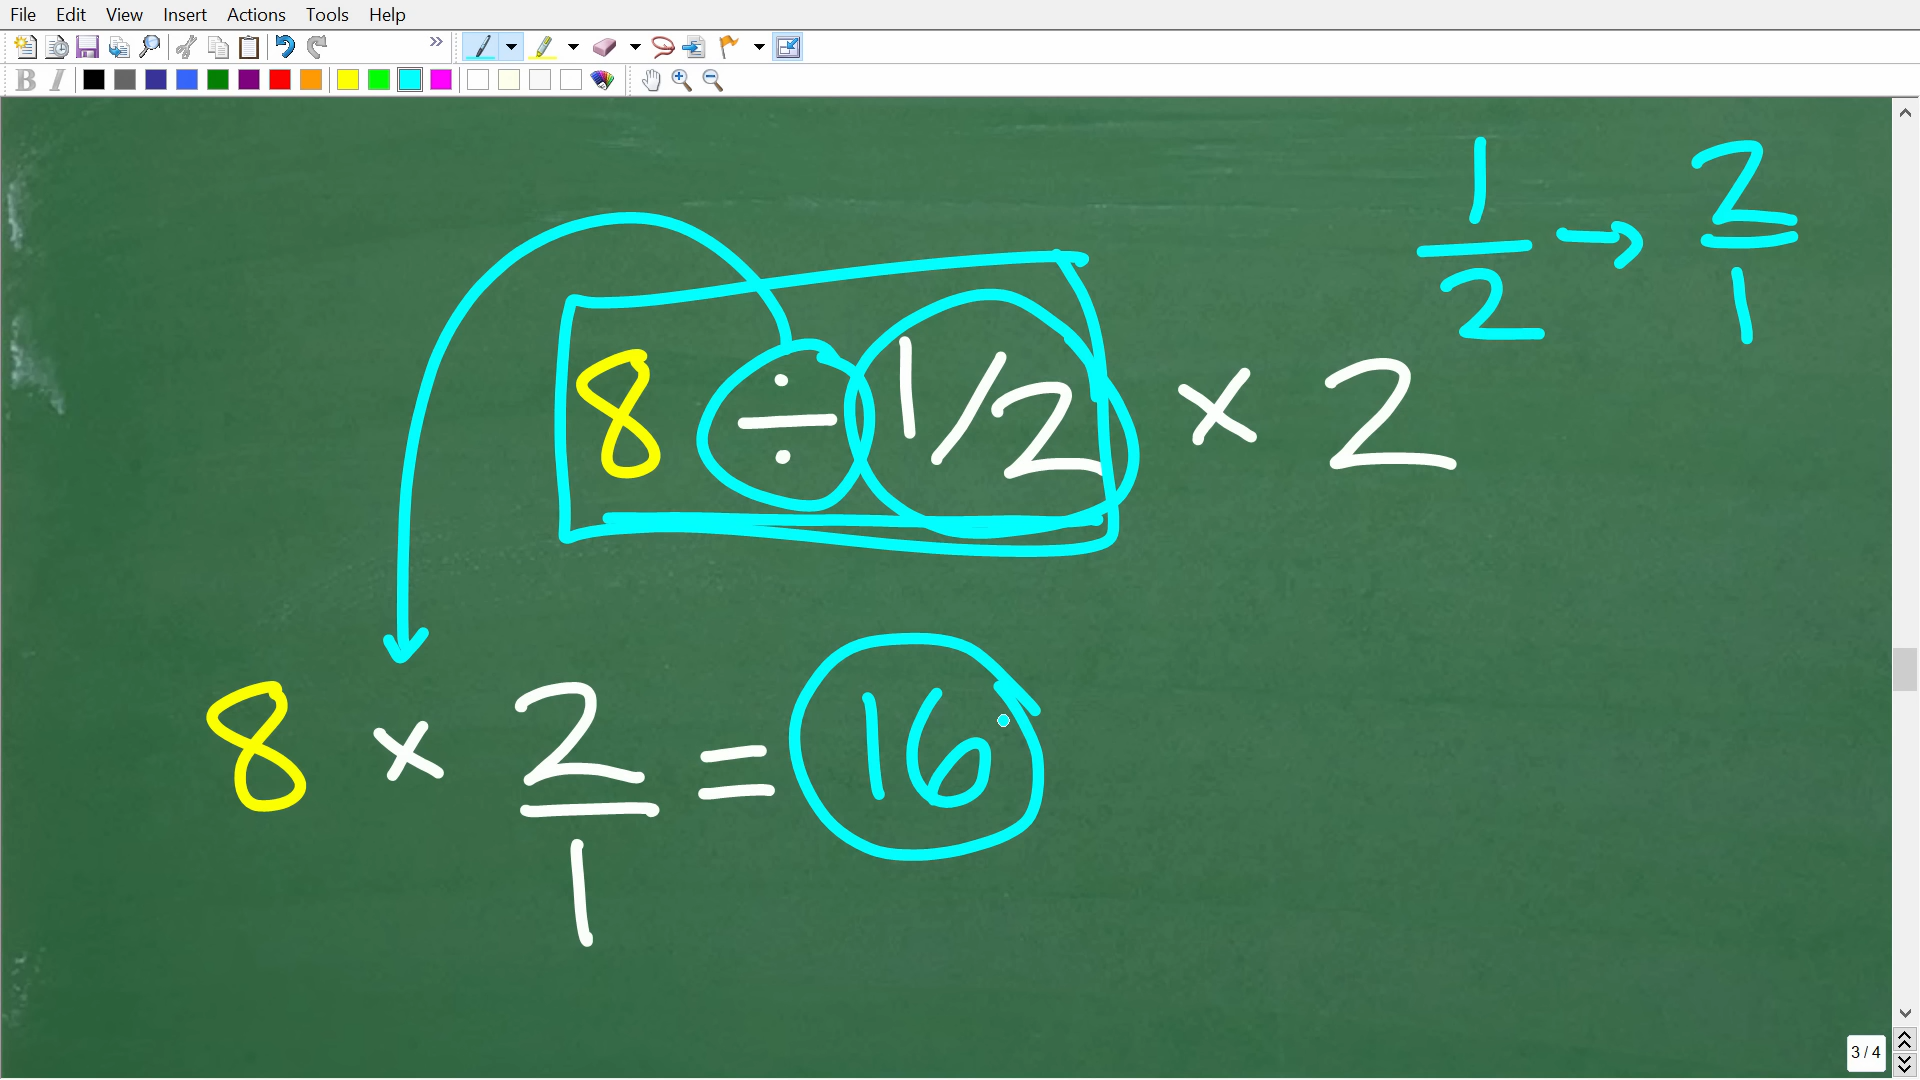 File Edit View Insert Actions Tools Help
»
B I
1/2 → 2/1
8 ÷ 1/2 × 2
8 × 2/1 = 16
3 / 4